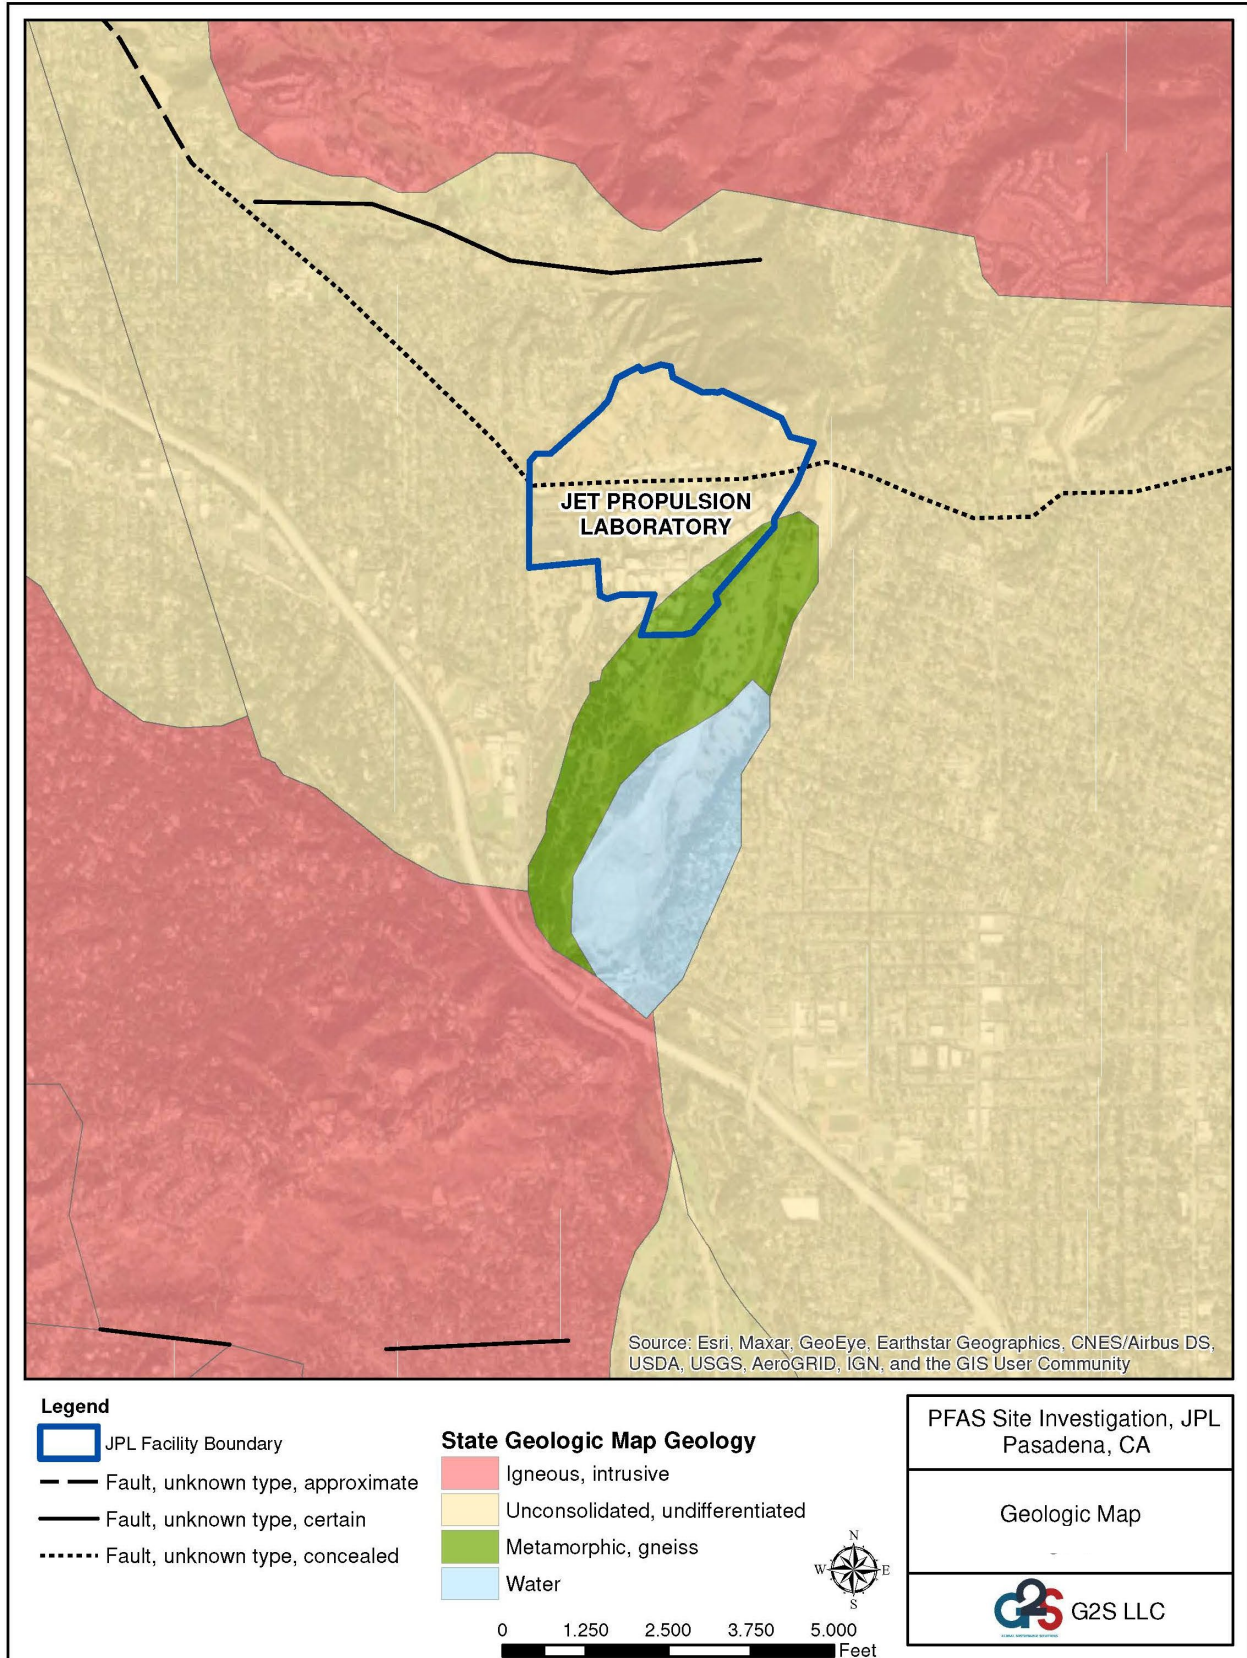 JET PROPULSION
LABORATORY
Source: Esri, Maxar, GeoEye, Earthstar Geographics, CNES/Airbus DS,
USDA, USGS, AeroGRID, IGN, and the GIS User Community
Legend
JPL Facility Boundary
Fault, unknown type, approximate
Fault, unknown type, certain
Fault, unknown type, concealed
State Geologic Map Geology
Igneous, intrusive
Unconsolidated, undifferentiated
Metamorphic, gneiss
Water
N
W E
S
0 1.250 2.500 3.750 5.000
Feet
PFAS Site Investigation, JPL
Pasadena, CA
Geologic Map
G2S G2S LLC